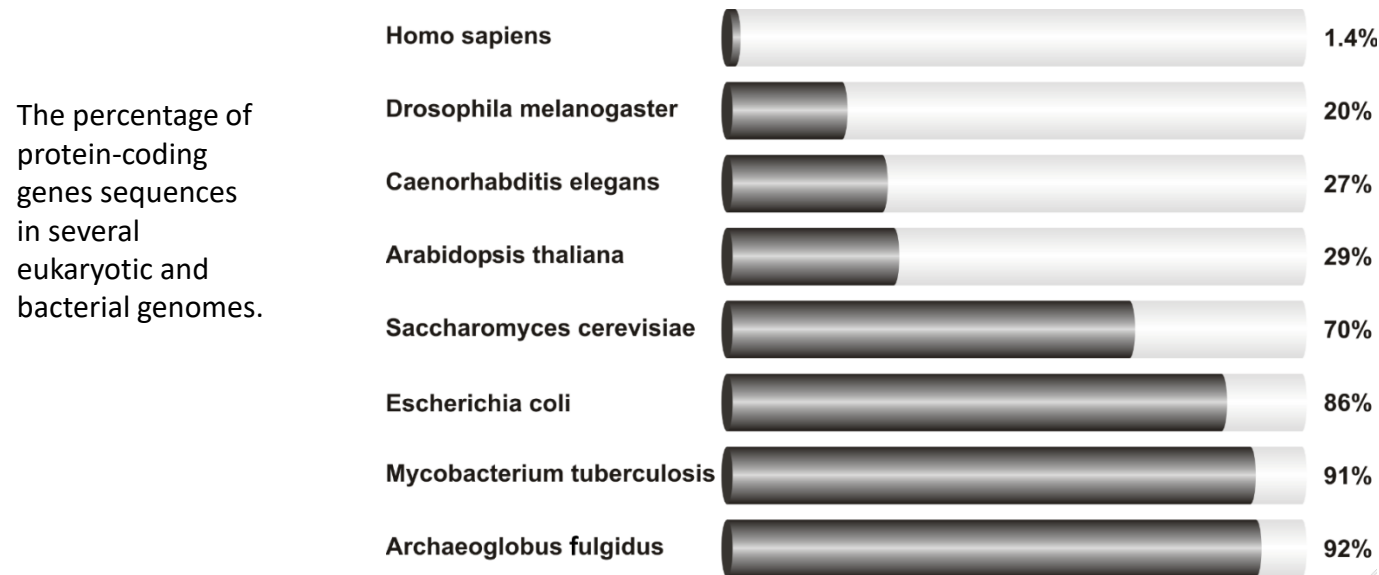 The percentage of
protein-coding
genes sequences
in several
eukaryotic and
bacterial genomes.
Homo sapiens 1.4%
Drosophila melanogaster 20%
Caenorhabditis elegans 27%
Arabidopsis thaliana 29%
Saccharomyces cerevisiae 70%
Escherichia coli 86%
Mycobacterium tuberculosis 91%
Archaeoglobus fulgidus 92%